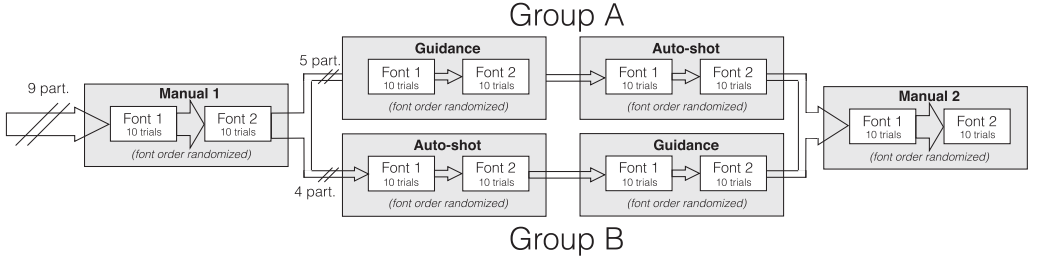 Group A
9 part.
Manual 1
Font 1
10 trials
Font 2
10 trials
(font order randomized)
5 part.
Guidance
Font 1
10 trials
Font 2
10 trials
(font order randomized)
Auto-shot
Font 1
10 trials
Font 2
10 trials
(font order randomized)
4 part.
Auto-shot
Font 1
10 trials
Font 2
10 trials
(font order randomized)
Guidance
Font 1
10 trials
Font 2
10 trials
(font order randomized)
Manual 2
Font 1
10 trials
Font 2
10 trials
(font order randomized)
Group B